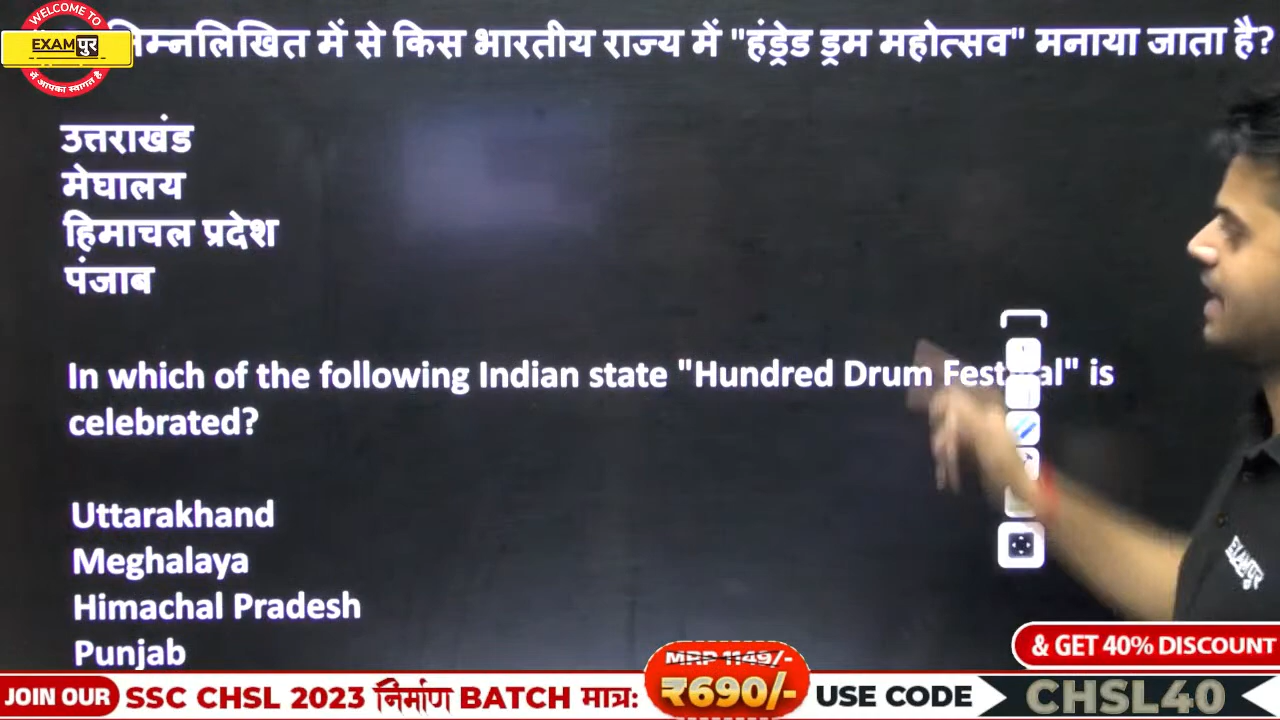 WELCOME TO
EXAMपुर
में आपका स्वागत है
निम्नलिखित में से किस भारतीय राज्य में "हंड्रेड ड्रम महोत्सव" मनाया जाता है?
उत्तराखंड
मेघालय
हिमाचल प्रदेश
पंजाब
In which of the following Indian state "Hundred Drum Festival" is
celebrated?
Uttarakhand
Meghalaya
Himachal Pradesh
Punjab
EXAMपुर
& GET 40% DISCOUNT
JOIN OUR SSC CHSL 2023 निर्माण BATCH मात्र: MRP 1149/- ₹690/- USE CODE CHSL40